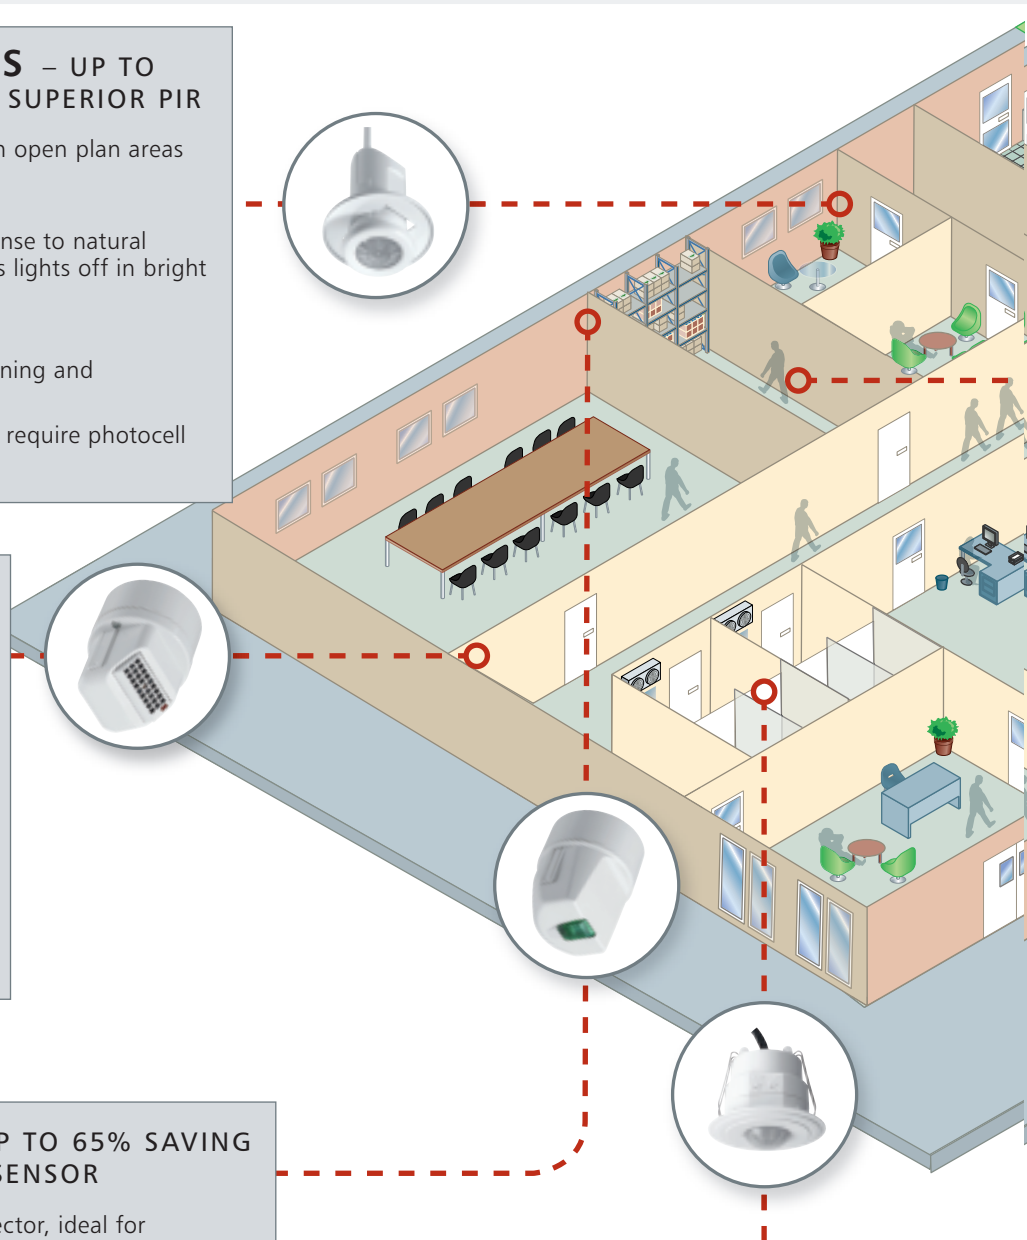 S – UP TO
SUPERIOR PIR
n open plan areas
nse to natural
s lights off in bright
ning and
require photocell
P TO 65% SAVING
SENSOR
ector, ideal for